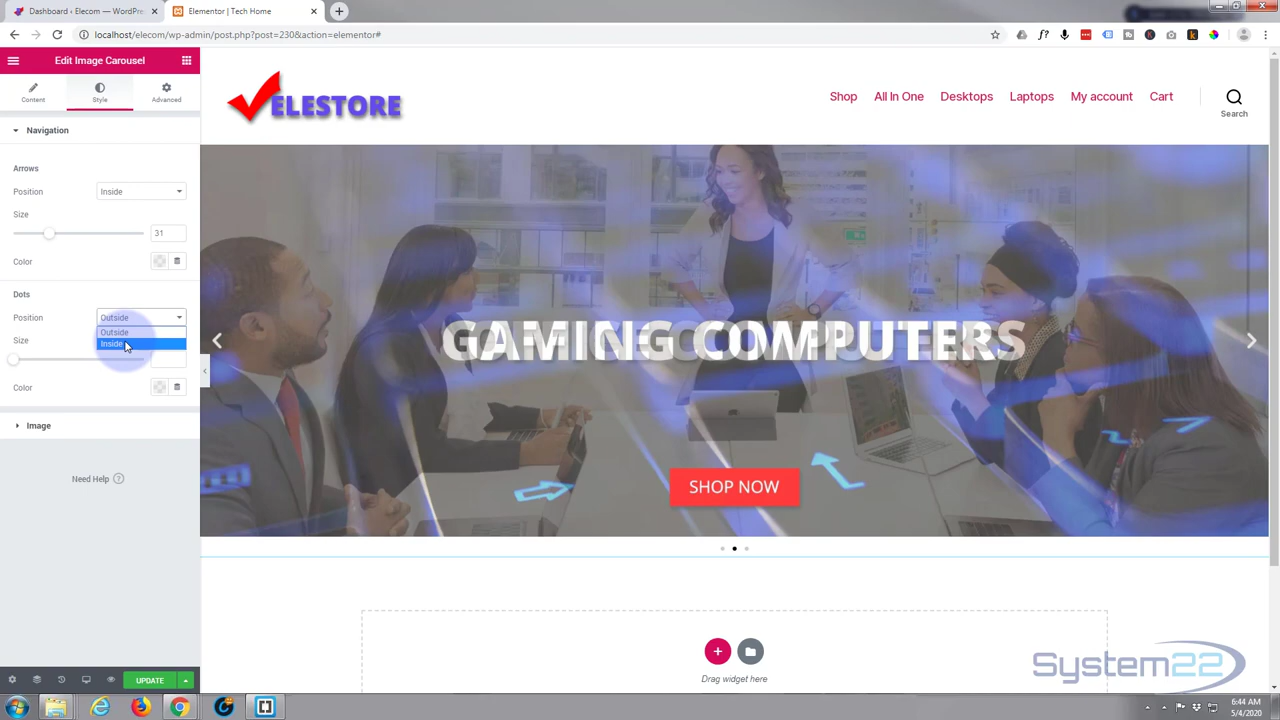 Dashboard ‹ Elecom — WordPre
Elementor | Tech Home
localhost/elecom/wp-admin/post.php?post=230&action=elementor#
Edit Image Carousel
Content
Style
Advanced
Navigation
Arrows
Position
Inside
Size
31
Color
Dots
Position
Outside
Outside
Inside
Size
Color
Image
Need Help
UPDATE
ELESTORE
Shop
All In One
Desktops
Laptops
My account
Cart
Search
GAMING COMPUTERS
SHOP NOW
Drag widget here
System22
6:44 AM
5/4/2020